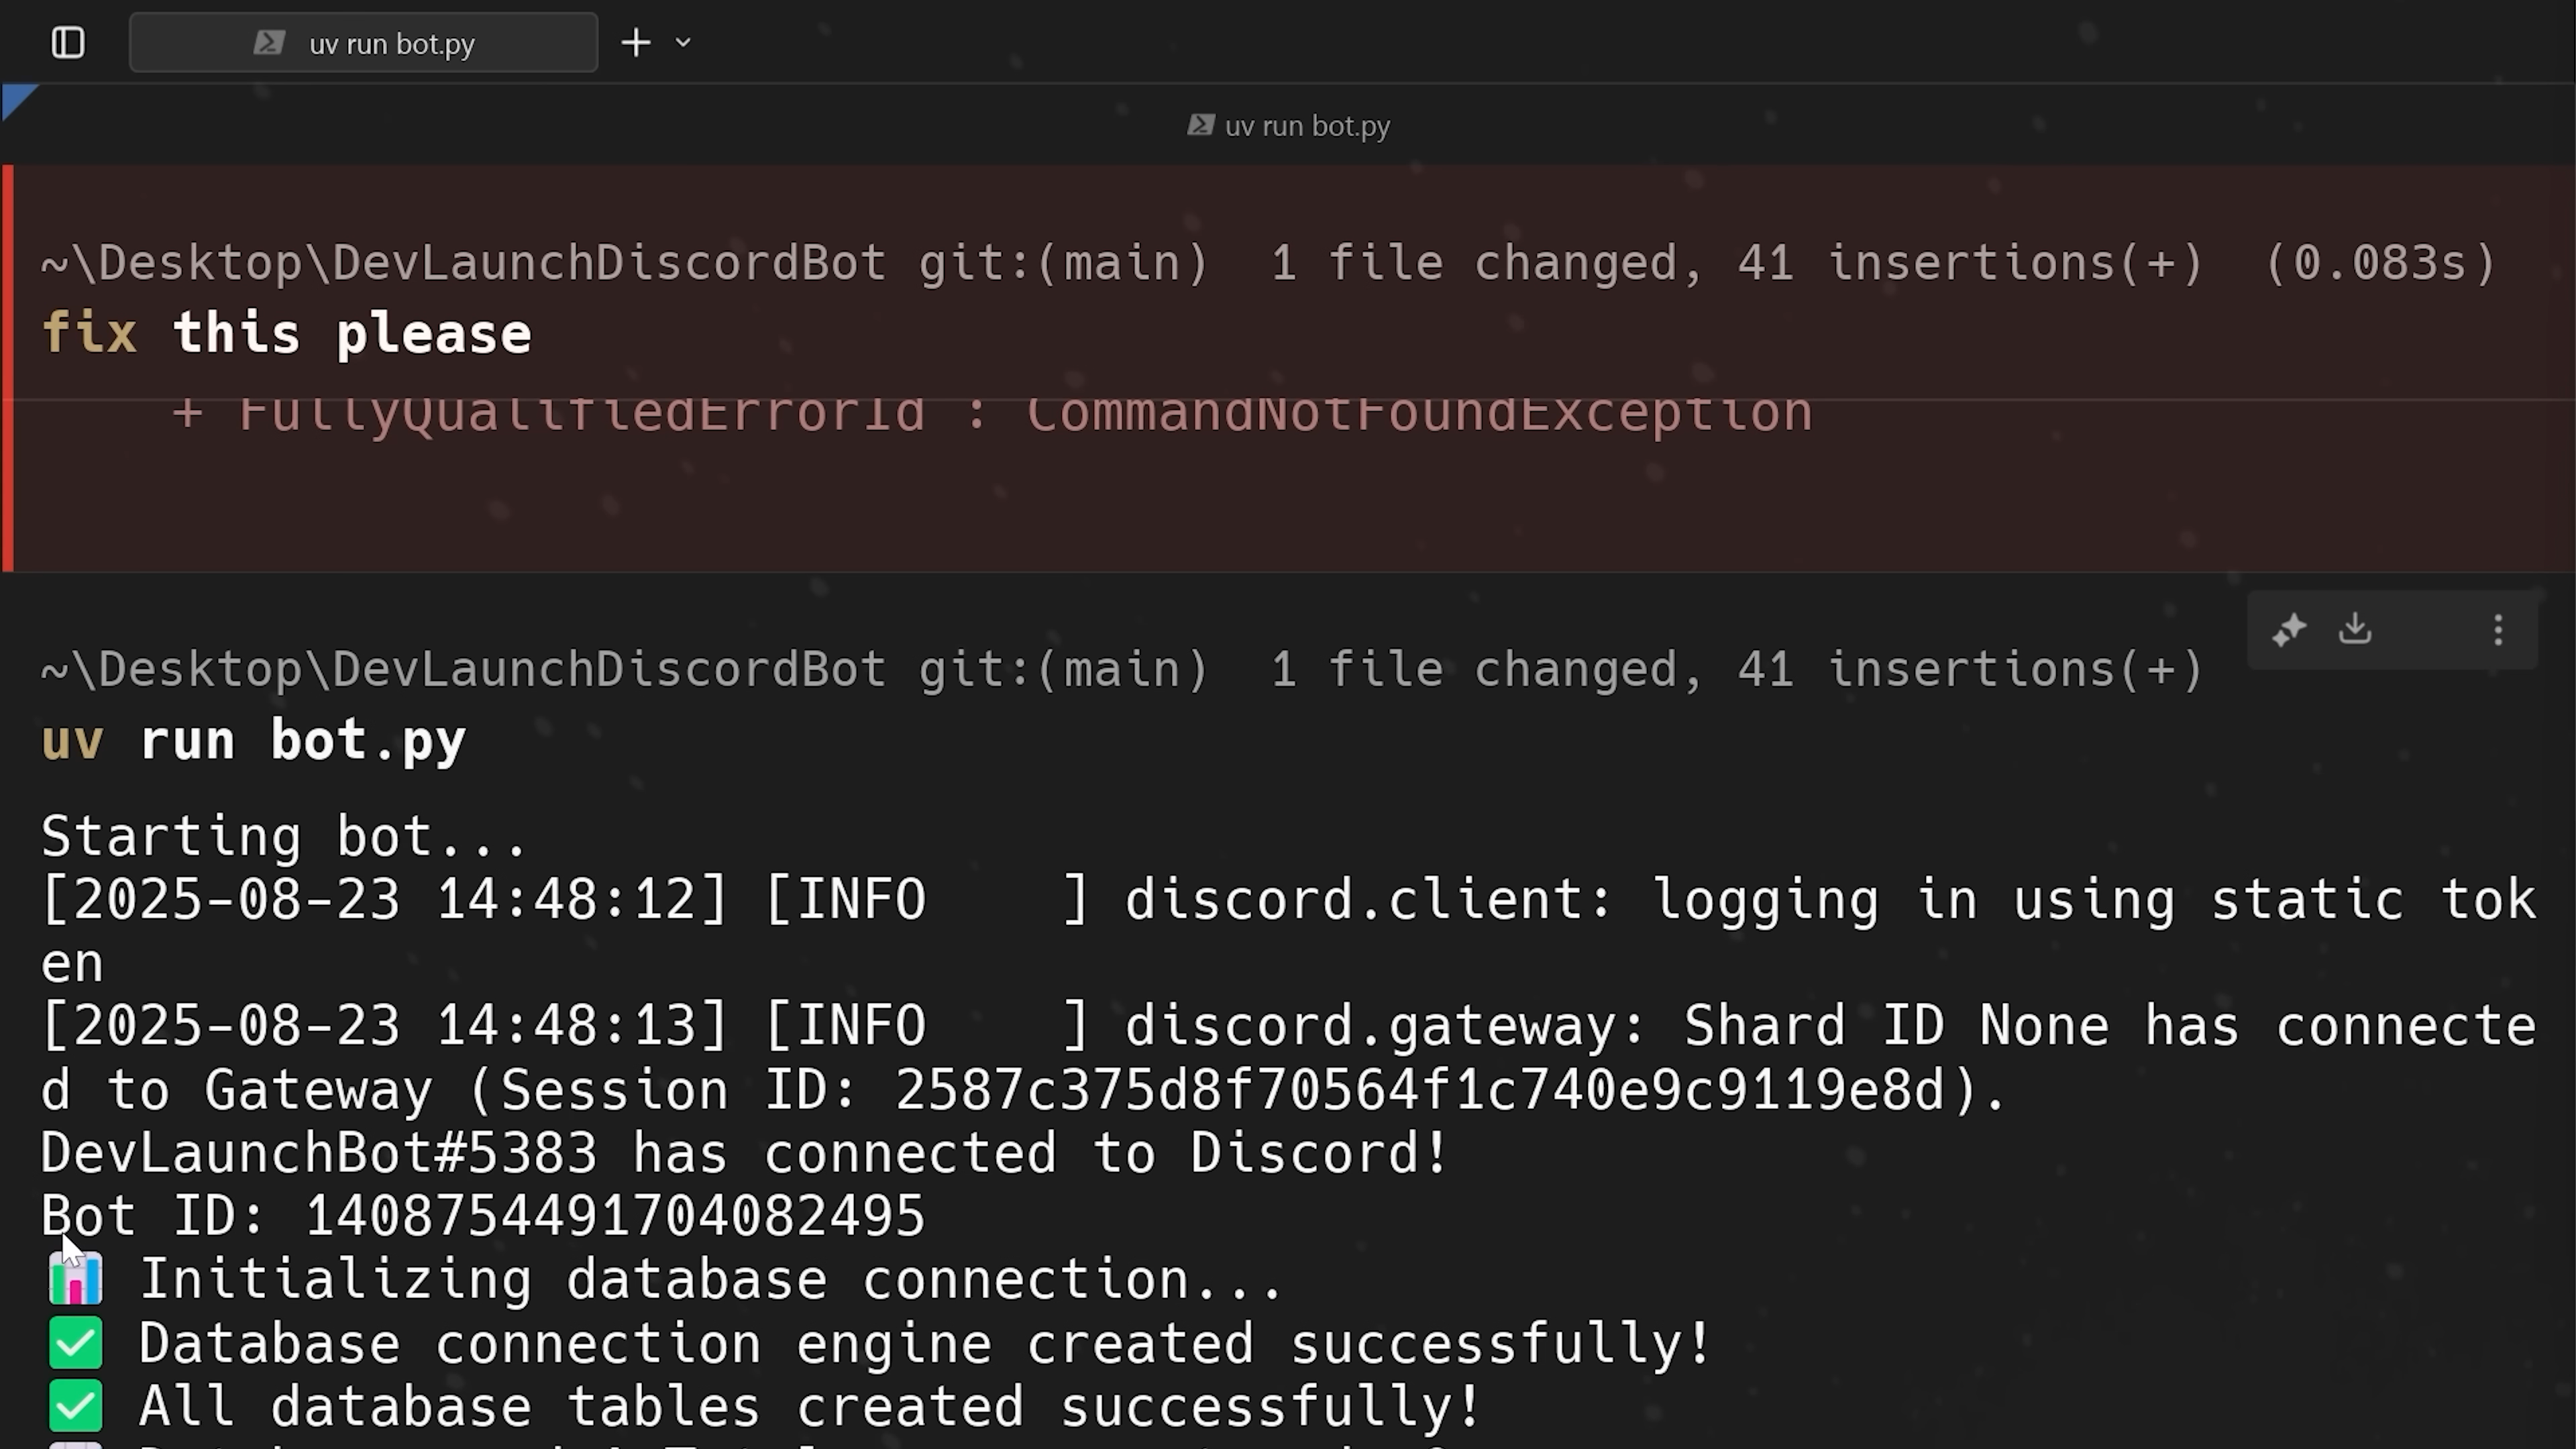 uv run bot.py
uv run bot.py
~\Desktop\DevLaunchDiscordBot git:(main)  1 file changed, 41 insertions(+)  (0.083s)
fix this please
    + FullyQualifiedErrorId : CommandNotFoundException
~\Desktop\DevLaunchDiscordBot git:(main)  1 file changed, 41 insertions(+)
uv run bot.py
Starting bot...
[2025-08-23 14:48:12] [INFO    ] discord.client: logging in using static tok
en
[2025-08-23 14:48:13] [INFO    ] discord.gateway: Shard ID None has connecte
d to Gateway (Session ID: 2587c375d8f70564f1c740e9c9119e8d).
DevLaunchBot#5383 has connected to Discord!
Bot ID: 1408754491704082495
📊 Initializing database connection...
✅ Database connection engine created successfully!
✅ All database tables created successfully!